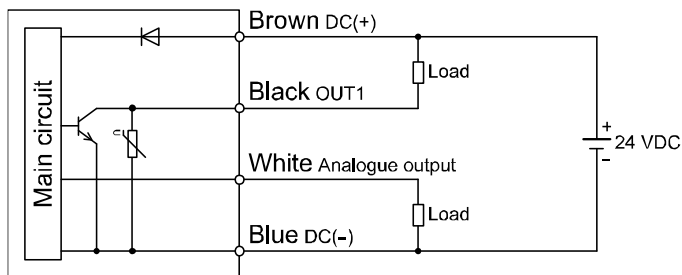 Brown DC(+)
Load
Black OUT1
Main circuit
+
24 VDC
−
White Analogue output
Load
Blue DC(−)